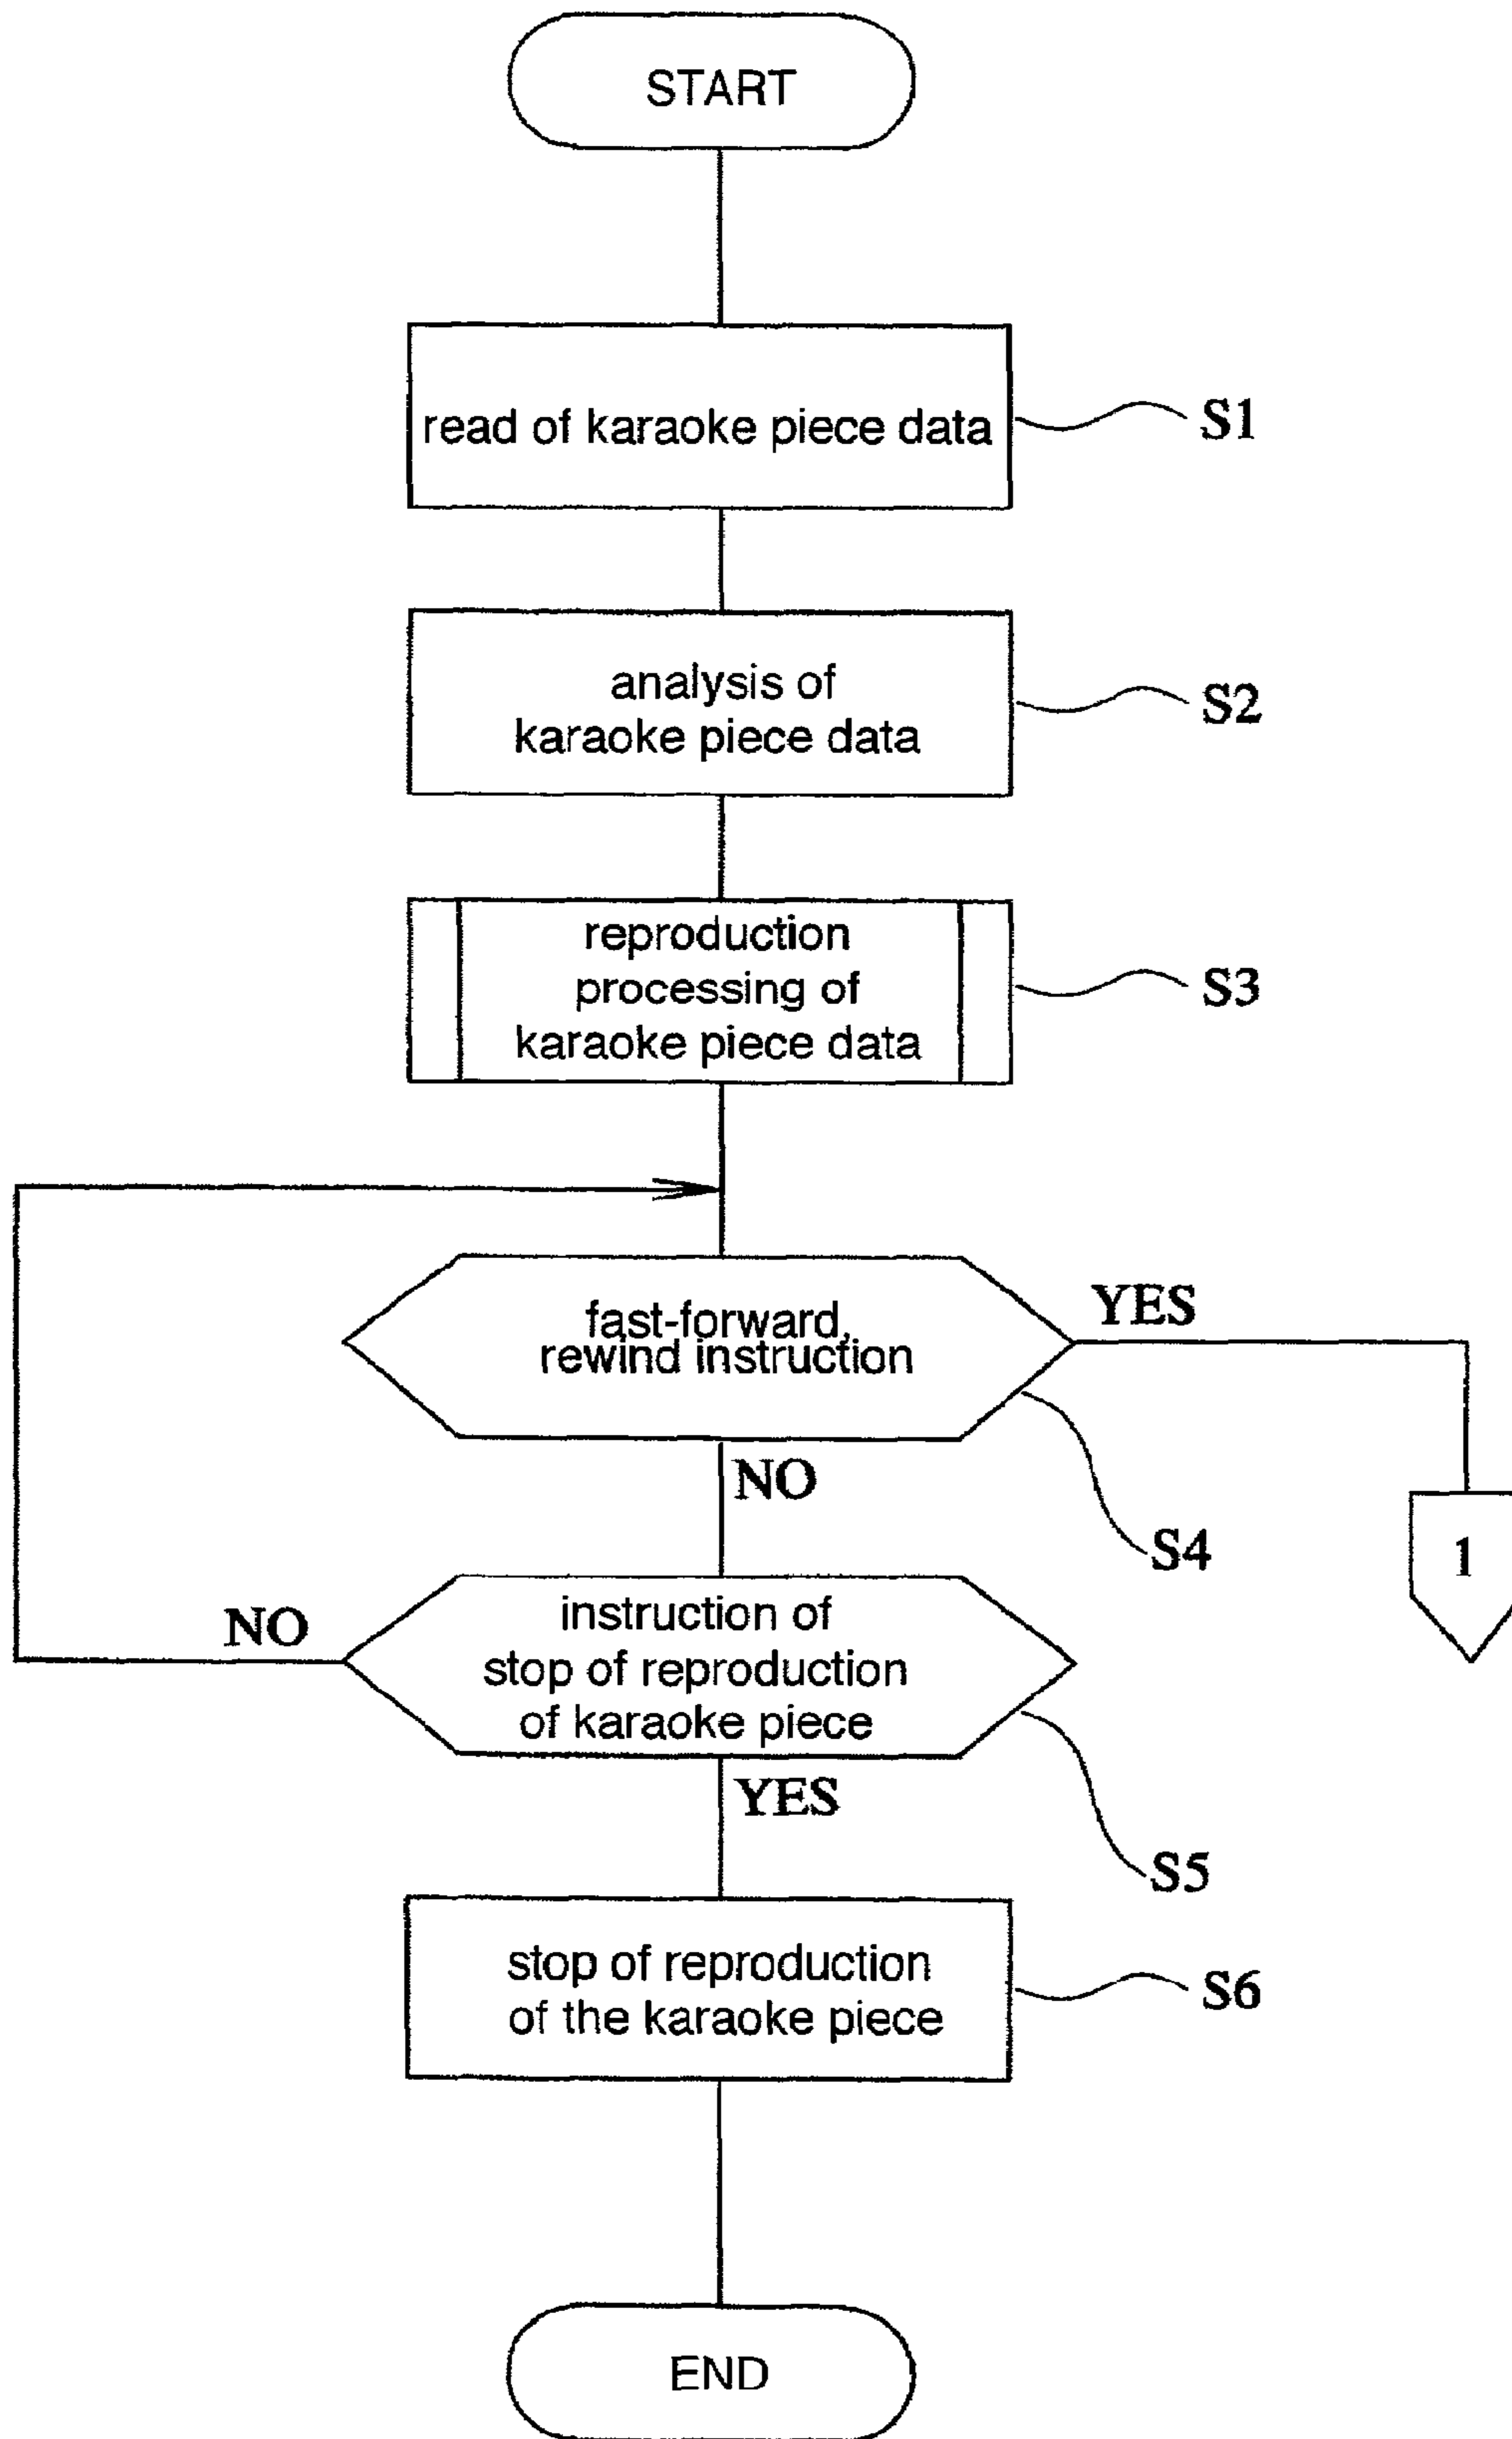 START
read of karaoke piece data
S1
analysis of
karaoke piece data
S2
reproduction
processing of
karaoke piece data
S3
fast-forward,
rewind instruction
YES
NO
S4
1
instruction of
stop of reproduction
of karaoke piece
NO
YES
S5
stop of reproduction
of the karaoke piece
S6
END